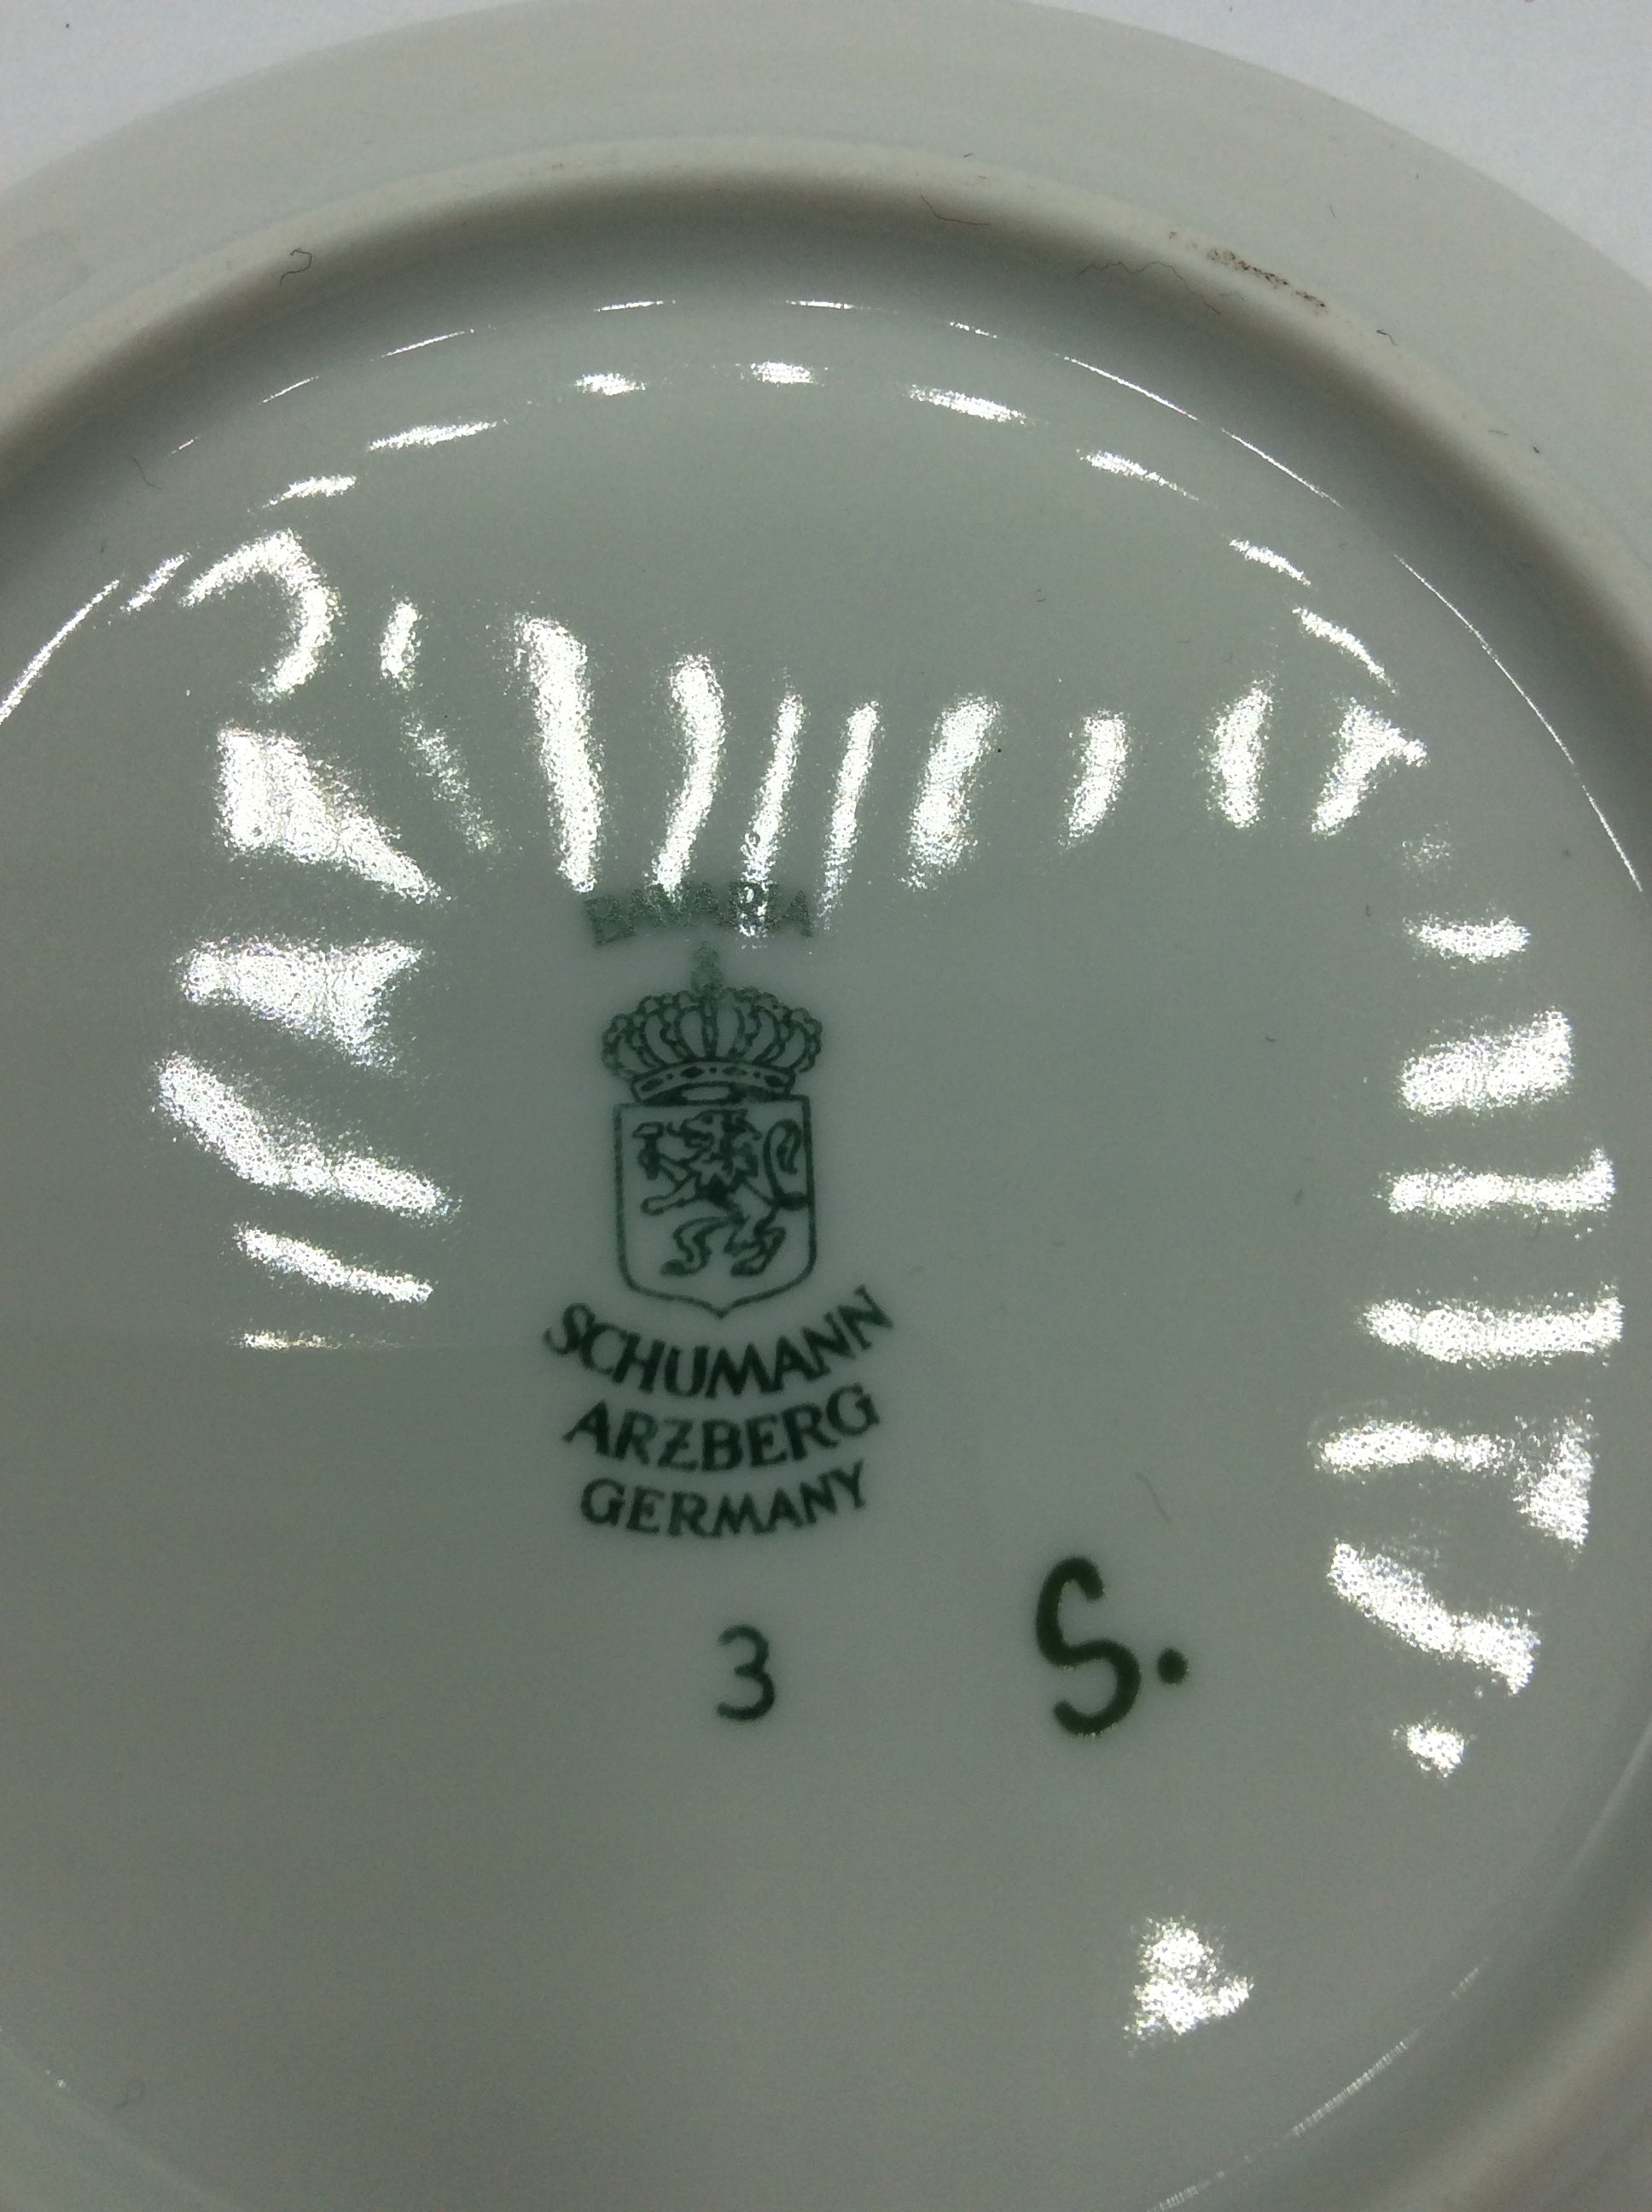 BAVARIA
SCHUMANN
ARZBERG
GERMANY
3
S.